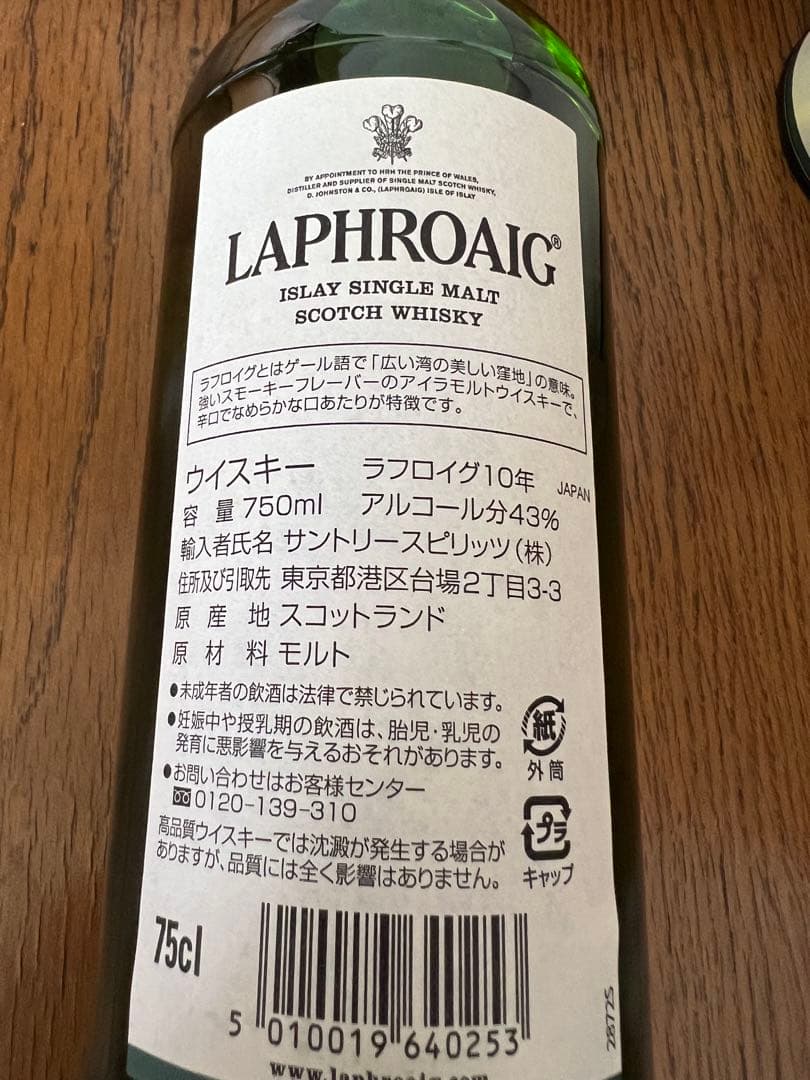 BY APPOINTMENT TO HRH THE PRINCE OF WALES,
DISTILLER AND SUPPLIER OF SINGLE MALT SCOTCH WHISKY,
D. JOHNSTON & CO., (LAPHROAIG) ISLE OF ISLAY
LAPHROAIG®
ISLAY SINGLE MALT
SCOTCH WHISKY
ラフロイグとはゲール語で「広い湾の美しい窪地」の意味。
強いスモーキーフレーバーのアイラモルトウイスキーで、
辛口でなめらかな口あたりが特徴です。
ウイスキー ラフロイグ10年 JAPAN
容量 750ml アルコール分43%
輸入者氏名 サントリースピリッツ(株)
住所及び引取先 東京都港区台場2丁目3-3
原産地 スコットランド
原材料 モルト
●未成年者の飲酒は法律で禁じられています。
●妊娠中や授乳期の飲酒は、胎児・乳児の
発育に悪影響を与えるおそれがあります。
●お問い合わせはお客様センター
0120-139-310
高品質ウイスキーでは沈澱が発生する場合が
ありますが、品質には全く影響はありません。
紙
外筒
プラ
キャップ
75cl
5 010019 640253
28725
www.laphroaig.com